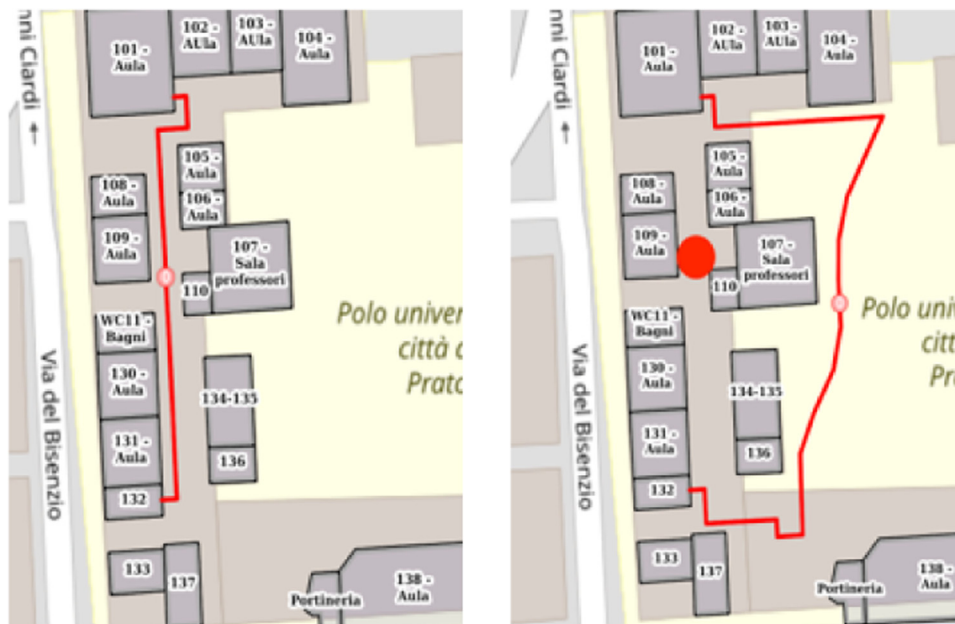 nni Ciardi
101 -
Aula
102 -
AUla
103 -
AUla
104 -
Aula
105 -
Aula
108 -
Aula
106 -
Aula
109 -
Aula
107 -
Sala
professori
110
WC11 -
Bagni
Polo univer
città
Prato
130 -
Aula
134-135
Via del Bisenzio
131 -
Aula
136
132
133
137
138 -
Aula
Portineria
nni Ciardi
101 -
Aula
102 -
AUla
103 -
AUla
104 -
Aula
105 -
Aula
108 -
Aula
106 -
Aula
109 -
Aula
107 -
Sala
professori
110
WC11 -
Bagni
Polo univ
citt
Pr
130 -
Aula
134-135
Via del Bisenzio
131 -
Aula
136
132
133
137
138 -
Aula
Portineria